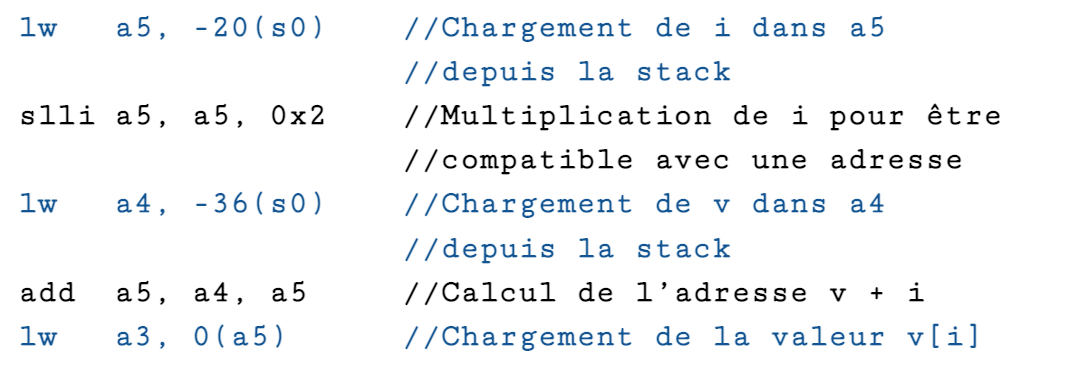 lw   a5, -20(s0)    //Chargement de i dans a5
                    //depuis la stack
slli a5, a5, 0x2    //Multiplication de i pour être
                    //compatible avec une adresse
lw   a4, -36(s0)    //Chargement de v dans a4
                    //depuis la stack
add  a5, a4, a5     //Calcul de l’adresse v + i
lw   a3, 0(a5)      //Chargement de la valeur v[i]